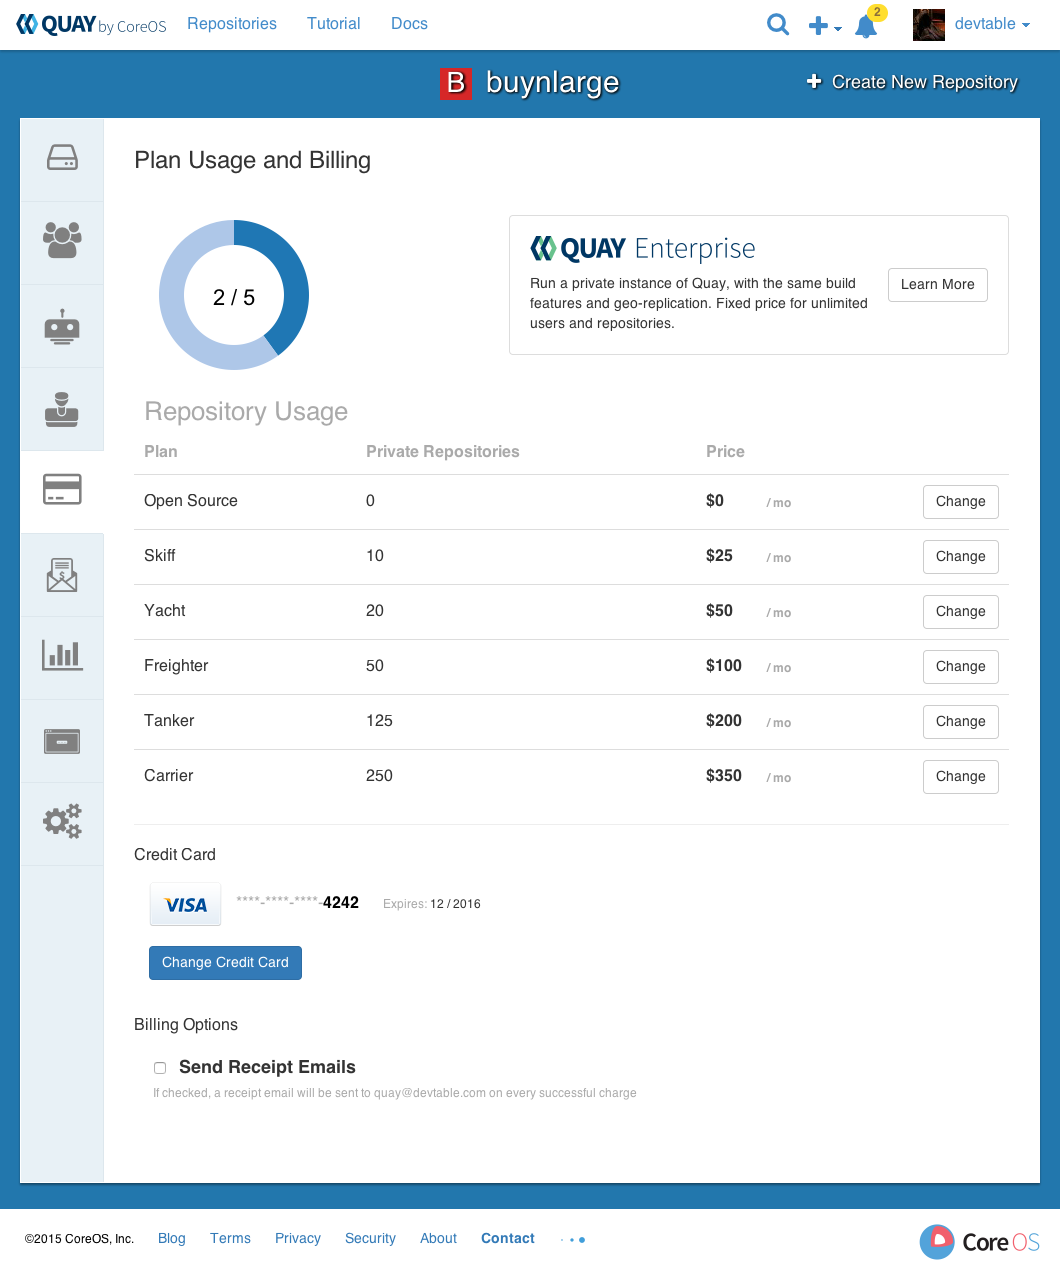 QUAY by CoreOS Repositories Tutorial Docs 2 devtable
B buynlarge Create New Repository
Plan Usage and Billing
2 / 5
QUAY Enterprise
Run a private instance of Quay, with the same build
features and geo-replication. Fixed price for unlimited
users and repositories.
Learn More
Repository Usage
Plan Private Repositories Price
Open Source 0 $0 / mo Change
Skiff 10 $25 / mo Change
Yacht 20 $50 / mo Change
Freighter 50 $100 / mo Change
Tanker 125 $200 / mo Change
Carrier 250 $350 / mo Change
Credit Card
VISA ****-****-****-4242 Expires: 12 / 2016
Change Credit Card
Billing Options
Send Receipt Emails
If checked, a receipt email will be sent to quay@devtable.com on every successful charge
©2015 CoreOS, Inc. Blog Terms Privacy Security About Contact Core OS